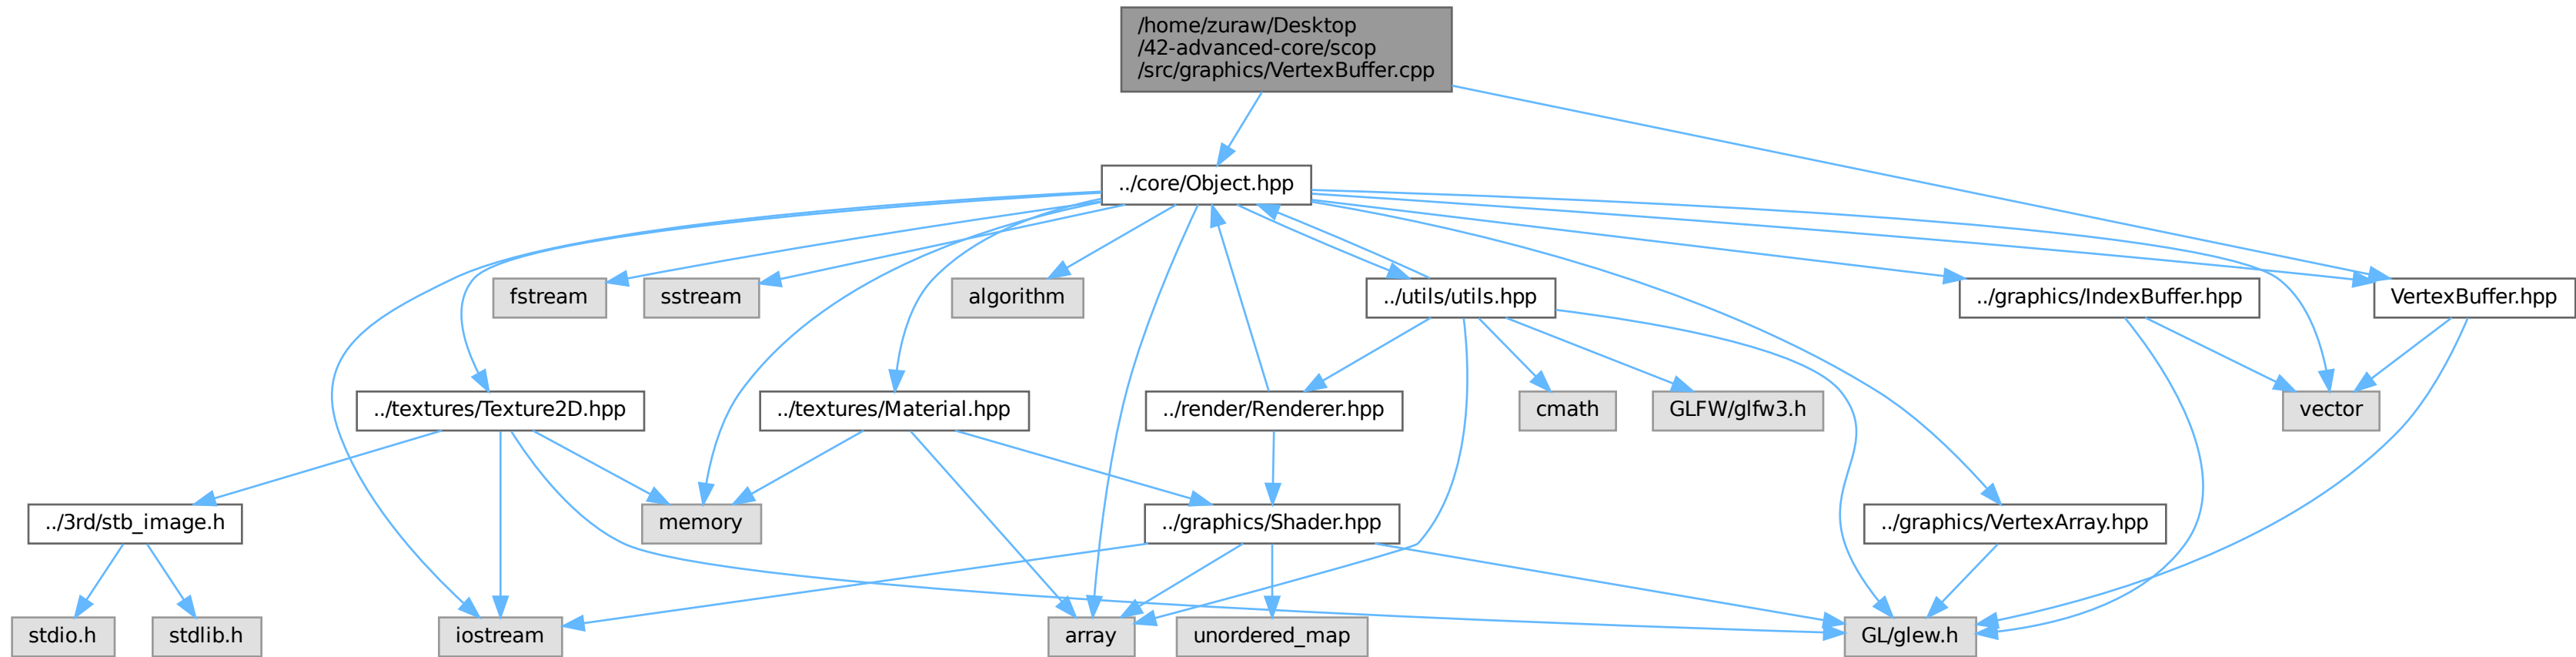 /home/zuraw/Desktop
/42-advanced-core/scop
/src/graphics/VertexBuffer.cpp
../core/Object.hpp
fstream
sstream
algorithm
../utils/utils.hpp
../graphics/IndexBuffer.hpp
VertexBuffer.hpp
../textures/Texture2D.hpp
../textures/Material.hpp
../render/Renderer.hpp
cmath
GLFW/glfw3.h
vector
../3rd/stb_image.h
memory
../graphics/Shader.hpp
../graphics/VertexArray.hpp
stdio.h
stdlib.h
iostream
array
unordered_map
GL/glew.h